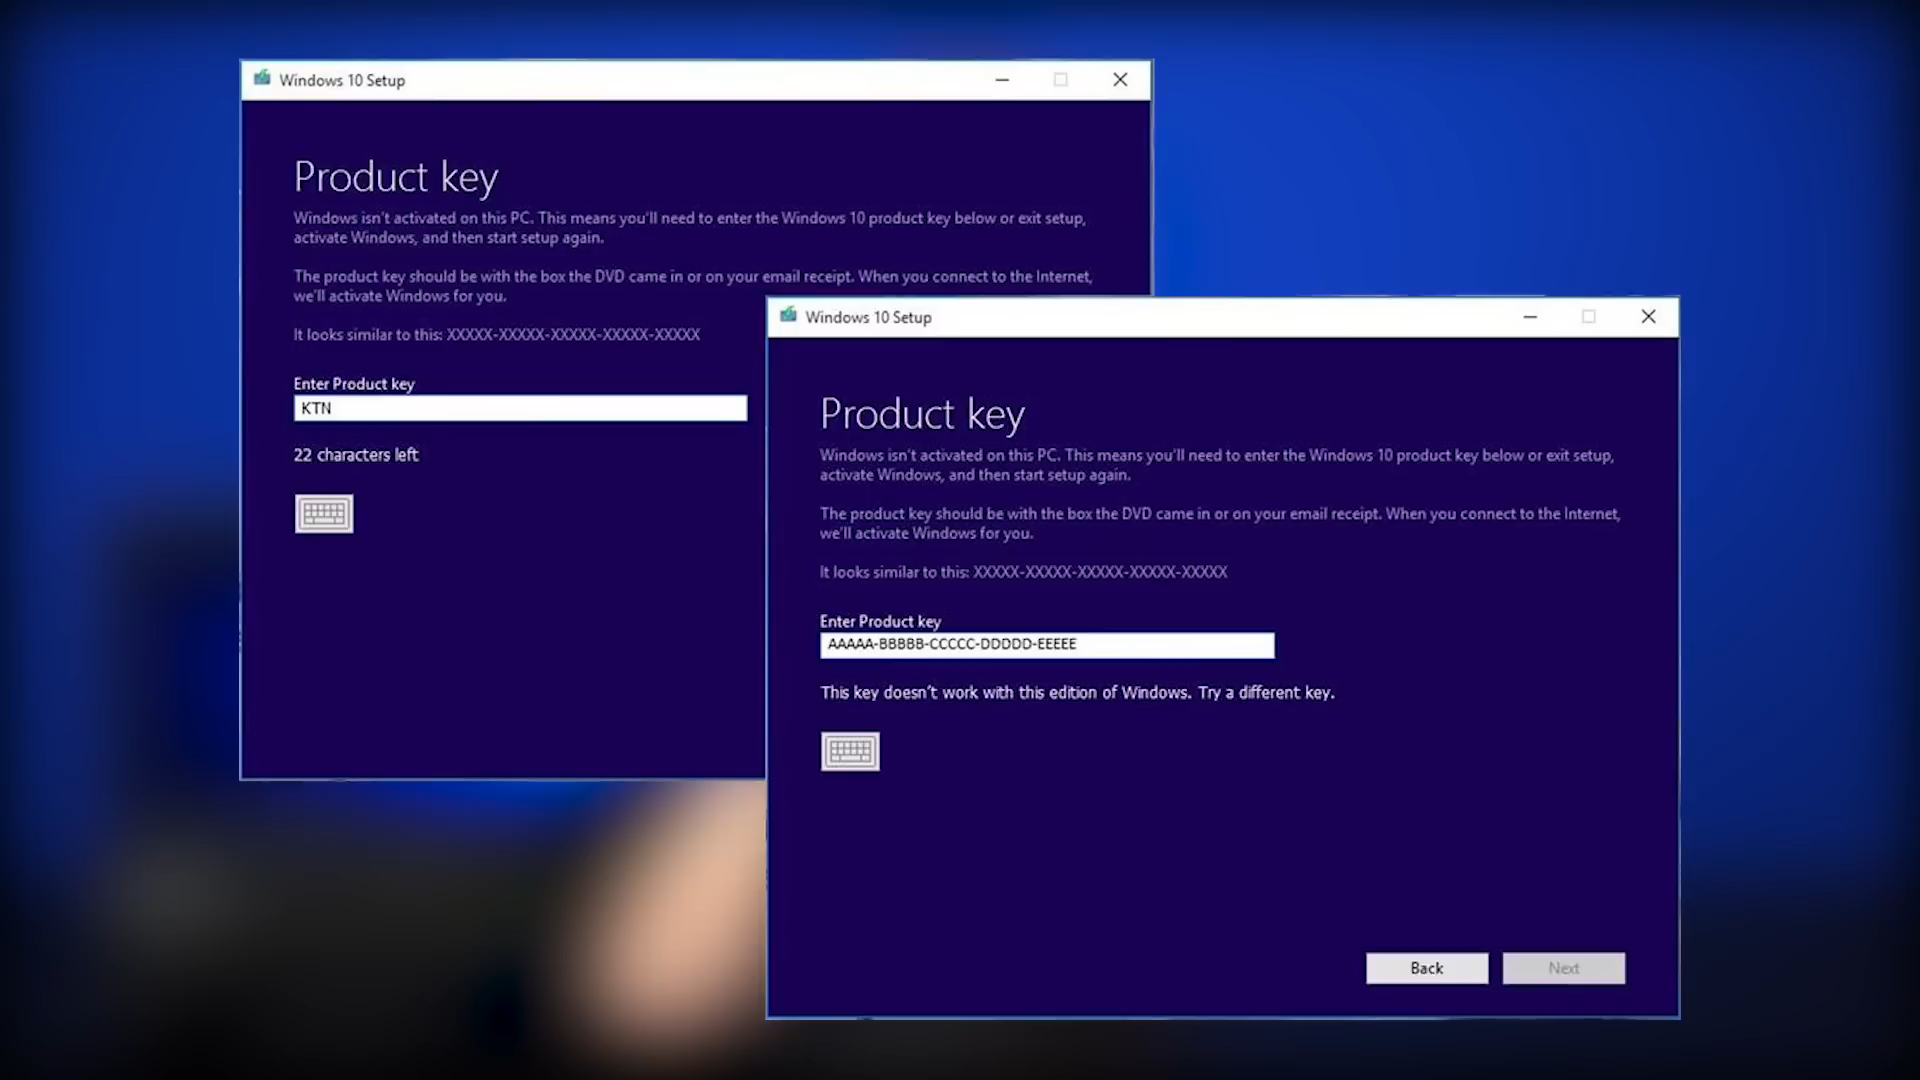 Windows 10 Setup
Product key
Windows isn't activated on this PC. This means you'll need to enter the Windows 10 product key below or exit setup,
activate Windows, and then start setup again.
The product key should be with the box the DVD came in or on your email receipt. When you connect to the Internet,
we'll activate Windows for you.
It looks similar to this: XXXXX-XXXXX-XXXXX-XXXXX-XXXXX
Enter Product key
KTN
22 characters left
Windows 10 Setup
Product key
Windows isn't activated on this PC. This means you'll need to enter the Windows 10 product key below or exit setup,
activate Windows, and then start setup again.
The product key should be with the box the DVD came in or on your email receipt. When you connect to the Internet,
we'll activate Windows for you.
It looks similar to this: XXXXX-XXXXX-XXXXX-XXXXX-XXXXX
Enter Product key
AAAAA-BBBBB-CCCCC-DDDDD-EEEEE
This key doesn't work with this edition of Windows. Try a different key.
Back
Next